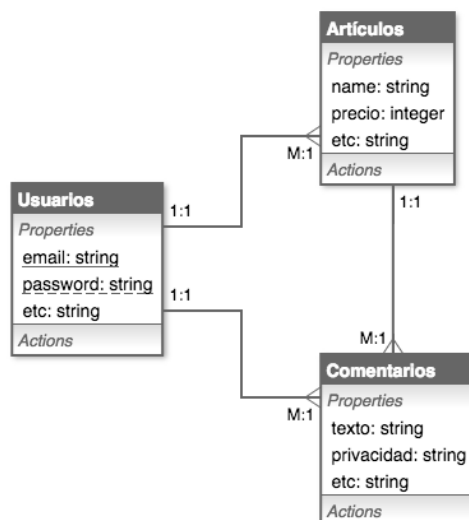 Artículos
Properties
name: string
precio: integer
etc: string
Actions
M:1
1:1
Usuarios
Properties
email: string
password: string
etc: string
Actions
1:1
1:1
M:1
M:1
Comentarios
Properties
texto: string
privacidad: string
etc: string
Actions